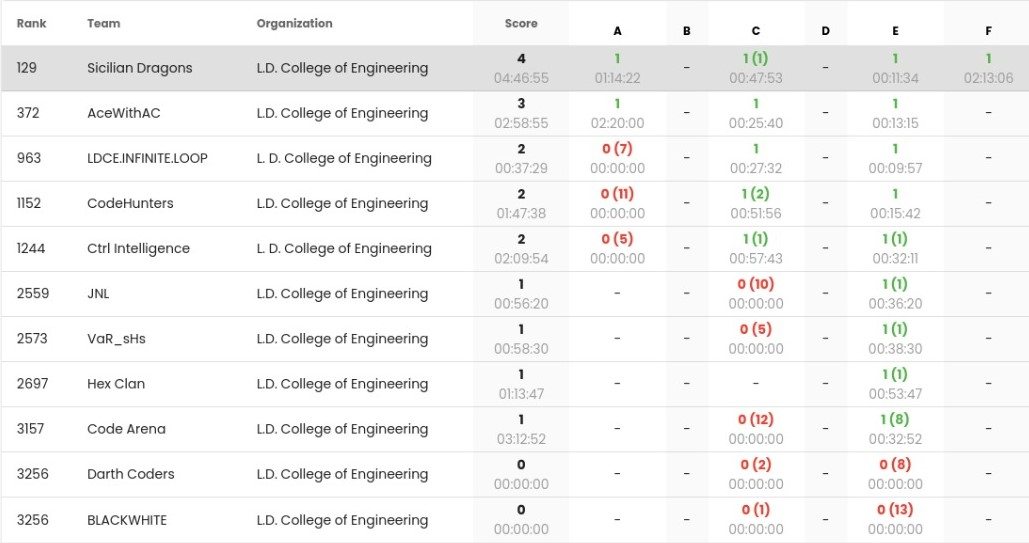 Rank Team Organization Score A B C D E F
129 Sicilian Dragons L.D. College of Engineering 4 1 - 1 (1) - 1 1
04:46:55 01:14:22 00:47:53 00:11:34 02:13:06
372 AceWithAC L.D. College of Engineering 3 1 - 1 - 1 -
02:58:55 02:20:00 00:25:40 00:13:15
963 LDCE.INFINITE.LOOP L. D. College of Engineering 2 0 (7) - 1 - 1 -
00:37:29 00:00:00 00:27:32 00:09:57
1152 CodeHunters L.D. College of Engineering 2 0 (11) - 1 (2) - 1 -
01:47:38 00:00:00 00:51:56 00:15:42
1244 Ctrl Intelligence L. D. College of Engineering 2 0 (5) - 1 (1) - 1 (1) -
02:09:54 00:00:00 00:57:43 00:32:11
2559 JNL L.D. College of Engineering 1 - - 0 (10) - 1 (1) -
00:56:20 00:00:00 00:36:20
2573 VaR_sHs L.D. College of Engineering 1 - - 0 (5) - 1 (1) -
00:58:30 00:00:00 00:38:30
2697 Hex Clan L.D. College of Engineering 1 - - - - 1 (1) -
01:13:47 00:53:47
3157 Code Arena L.D. College of Engineering 1 - - 0 (12) - 1 (8) -
03:12:52 00:00:00 00:32:52
3256 Darth Coders L.D. College of Engineering 0 - - 0 (2) - 0 (8) -
00:00:00 00:00:00 00:00:00
3256 BLACKWHITE L.D. College of Engineering 0 - - 0 (1) - 0 (13) -
00:00:00 00:00:00 00:00:00